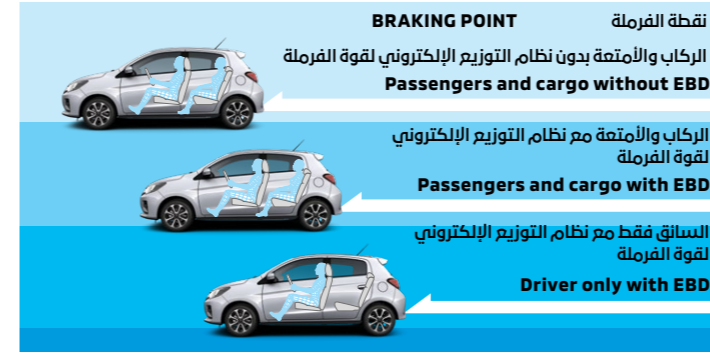 BRAKING POINT نقطة الفرملة
الركاب والأمتعة بدون نظام التوزيع الإلكتروني لقوة الفرملة
Passengers and cargo without EBD
الركاب والأمتعة مع نظام التوزيع الإلكتروني
لقوة الفرملة
Passengers and cargo with EBD
السائق فقط مع نظام التوزيع الإلكتروني
لقوة الفرملة
Driver only with EBD